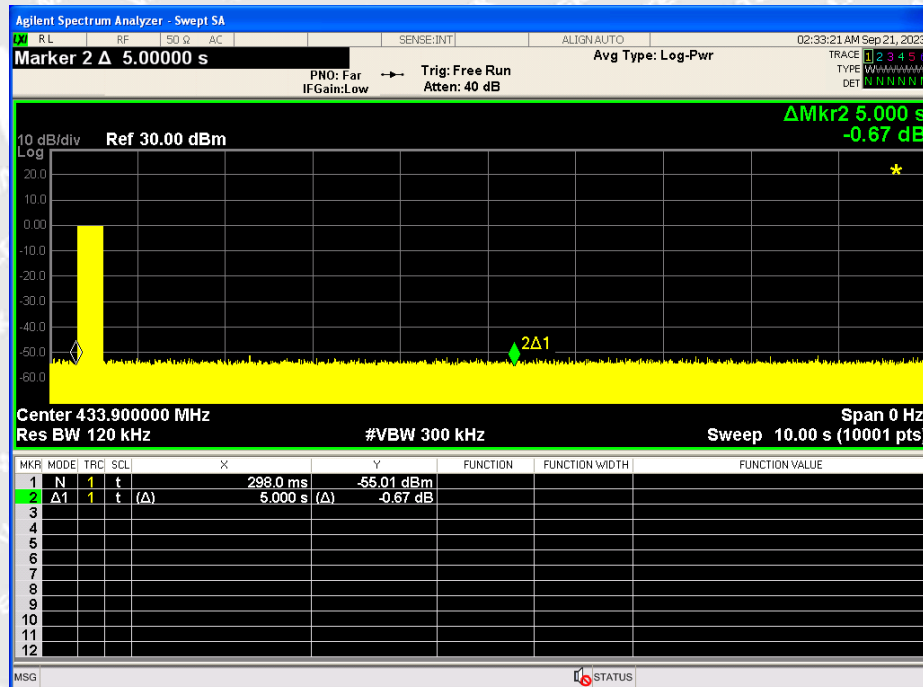 Agilent Spectrum Analyzer - Swept SA
LXI RL RF 50 Ω AC SENSE:INT ALIGN AUTO 02:33:21 AM Sep 21, 2023
Marker 2 Δ 5.00000 s
PNO: Far
IFGain:Low
Trig: Free Run
Atten: 40 dB
Avg Type: Log-Pwr
TRACE 1 2 3 4 5
TYPE W
DET N N N N N
ΔMkr2 5.000 s
-0.67 dB
10 dB/div Ref 30.00 dBm
Log
20.0
10.0
0.00
-10.0
-20.0
-30.0
-40.0
-50.0
-60.0
2Δ1
Center 433.900000 MHz Span 0 Hz
Res BW 120 kHz #VBW 300 kHz Sweep 10.00 s (10001 pts)
MKR MODE TRC SCL X Y FUNCTION FUNCTION WIDTH FUNCTION VALUE
1 N 1 t 298.0 ms -55.01 dBm
2 Δ1 1 t (Δ) 5.000 s (Δ) -0.67 dB
3
4
5
6
7
8
9
10
11
12
MSG STATUS